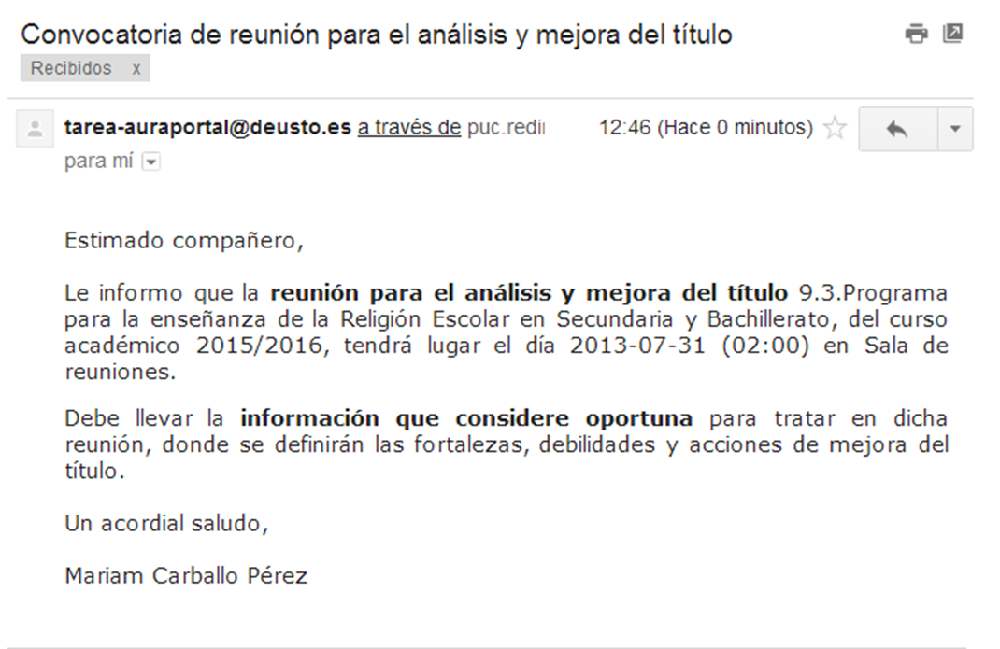 Convocatoria de reunión para el análisis y mejora del título
Recibidos x
tarea-auraportal@deusto.es a través de puc.redir 12:46 (Hace 0 minutos)
para mí
Estimado compañero,
Le informo que la reunión para el análisis y mejora del título 9.3.Programa
para la enseñanza de la Religión Escolar en Secundaria y Bachillerato, del curso
académico 2015/2016, tendrá lugar el día 2013-07-31 (02:00) en Sala de
reuniones.
Debe llevar la información que considere oportuna para tratar en dicha
reunión, donde se definirán las fortalezas, debilidades y acciones de mejora del
título.
Un acordial saludo,
Mariam Carballo Pérez